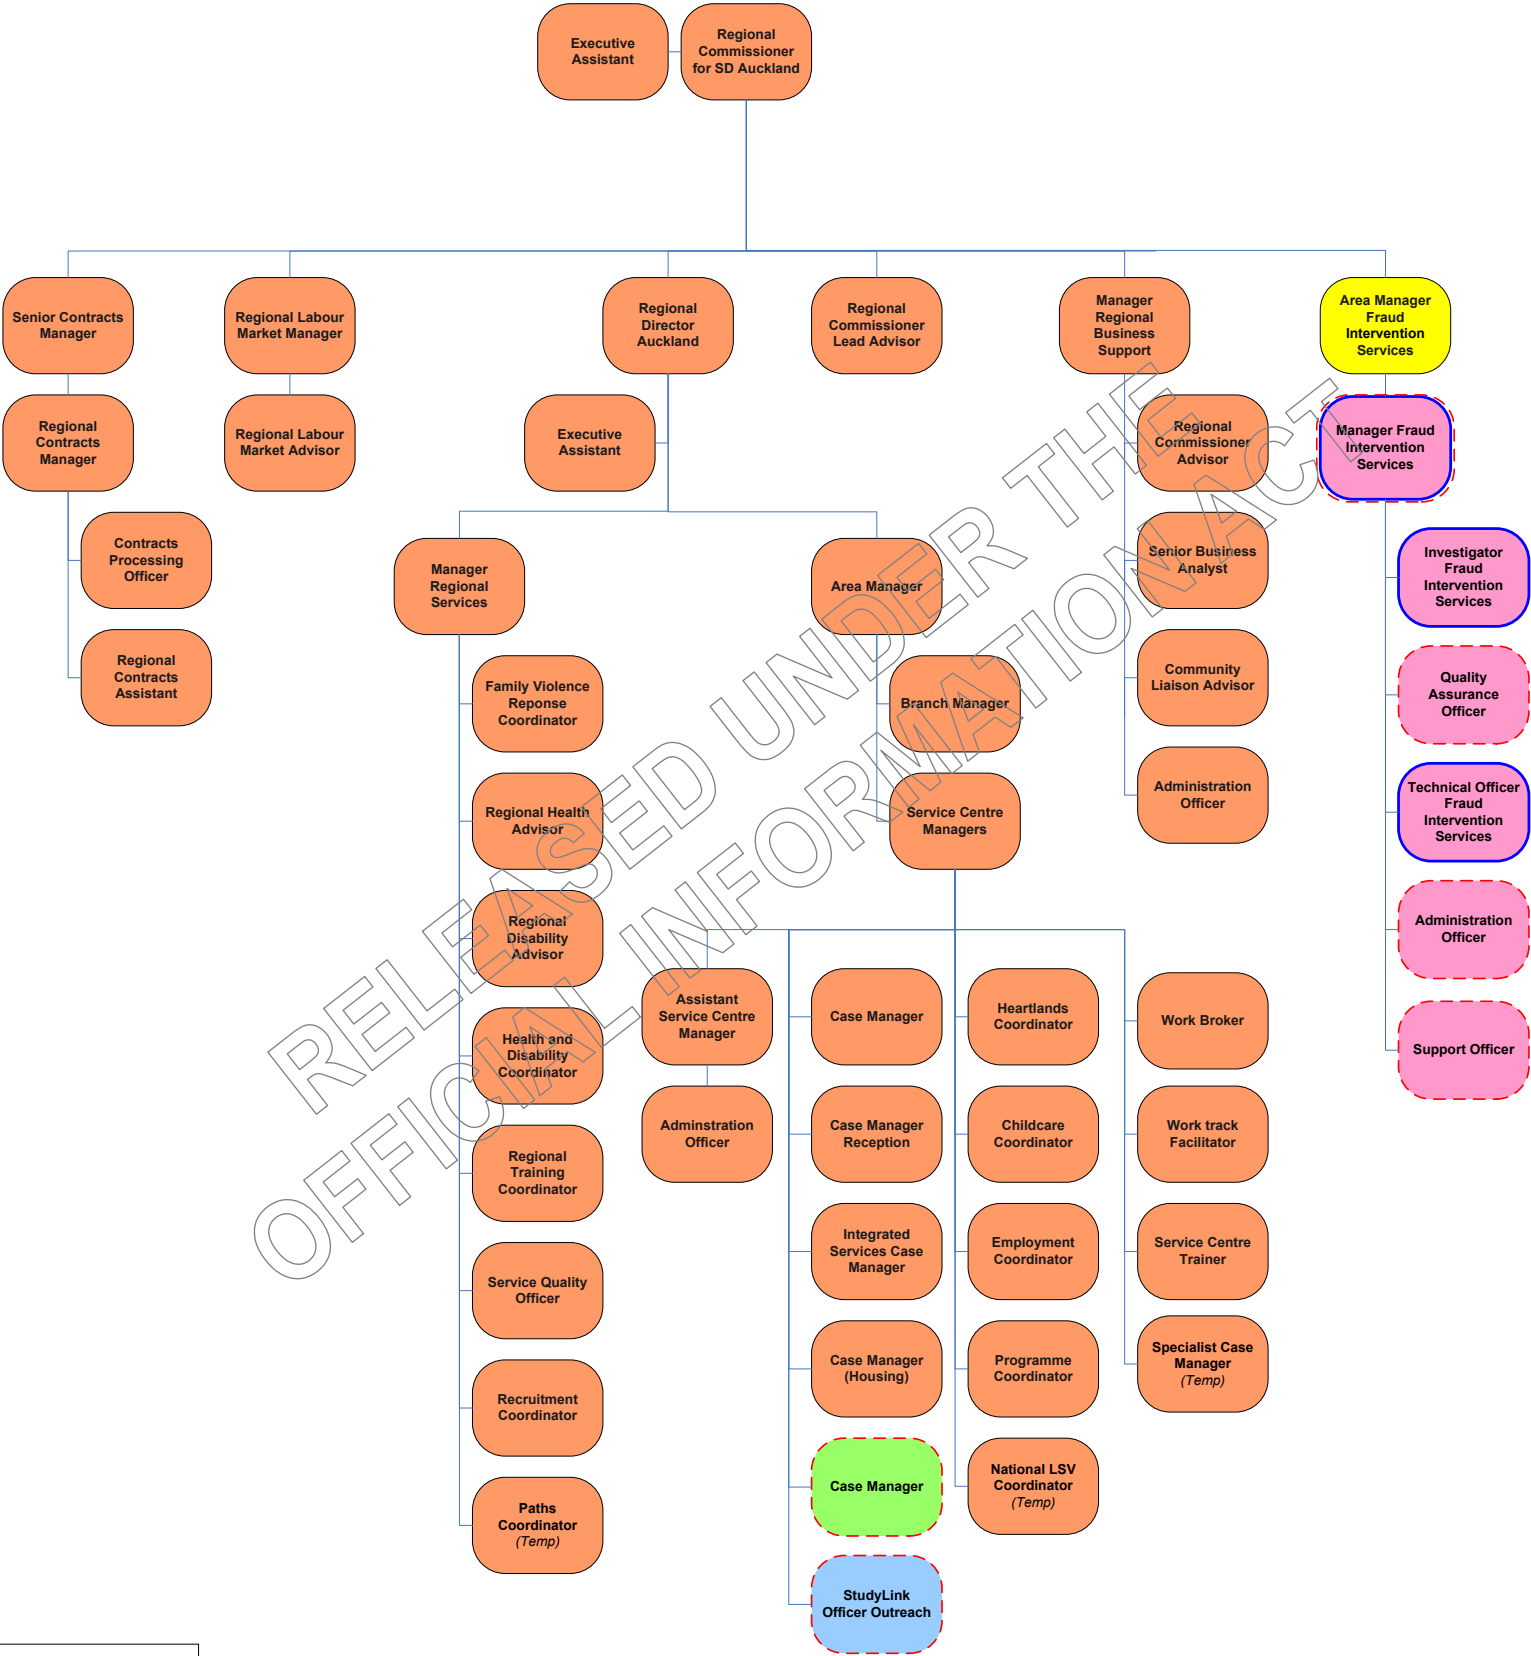 Executive
Assistant
Regional
Commissioner
for SD Auckland
Senior Contracts
Manager
Regional Labour
Market Manager
Regional
Director
Auckland
Regional
Commissioner
Lead Advisor
Manager
Regional
Business
Support
Area Manager
Fraud
Intervention
Services
Regional
Contracts
Manager
Regional Labour
Market Advisor
Executive
Assistant
Regional
Commissioner
Advisor
Manager Fraud
Intervention
Services
Contracts
Processing
Officer
Regional
Contracts
Assistant
Manager
Regional
Services
Area Manager
Senior Business
Analyst
Investigator
Fraud
Intervention
Services
Family Violence
Reponse
Coordinator
Branch Manager
Community
Liaison Advisor
Quality
Assurance
Officer
Regional Health
Advisor
Service Centre
Managers
Administration
Officer
Technical Officer
Fraud
Intervention
Services
Regional
Disability
Advisor
Administration
Officer
Health and
Disability
Coordinator
Assistant
Service Centre
Manager
Case Manager
Heartlands
Coordinator
Work Broker
Support Officer
Regional
Training
Coordinator
Adminstration
Officer
Case Manager
Reception
Childcare
Coordinator
Work track
Facilitator
Service Quality
Officer
Integrated
Services Case
Manager
Employment
Coordinator
Service Centre
Trainer
Recruitment
Coordinator
Case Manager
(Housing)
Programme
Coordinator
Specialist Case
Manager
(Temp)
Paths
Coordinator
(Temp)
Case Manager
National LSV
Coordinator
(Temp)
StudyLink
Officer Outreach
RELEASED UNDER THE
OFFICIAL INFORMATION ACT